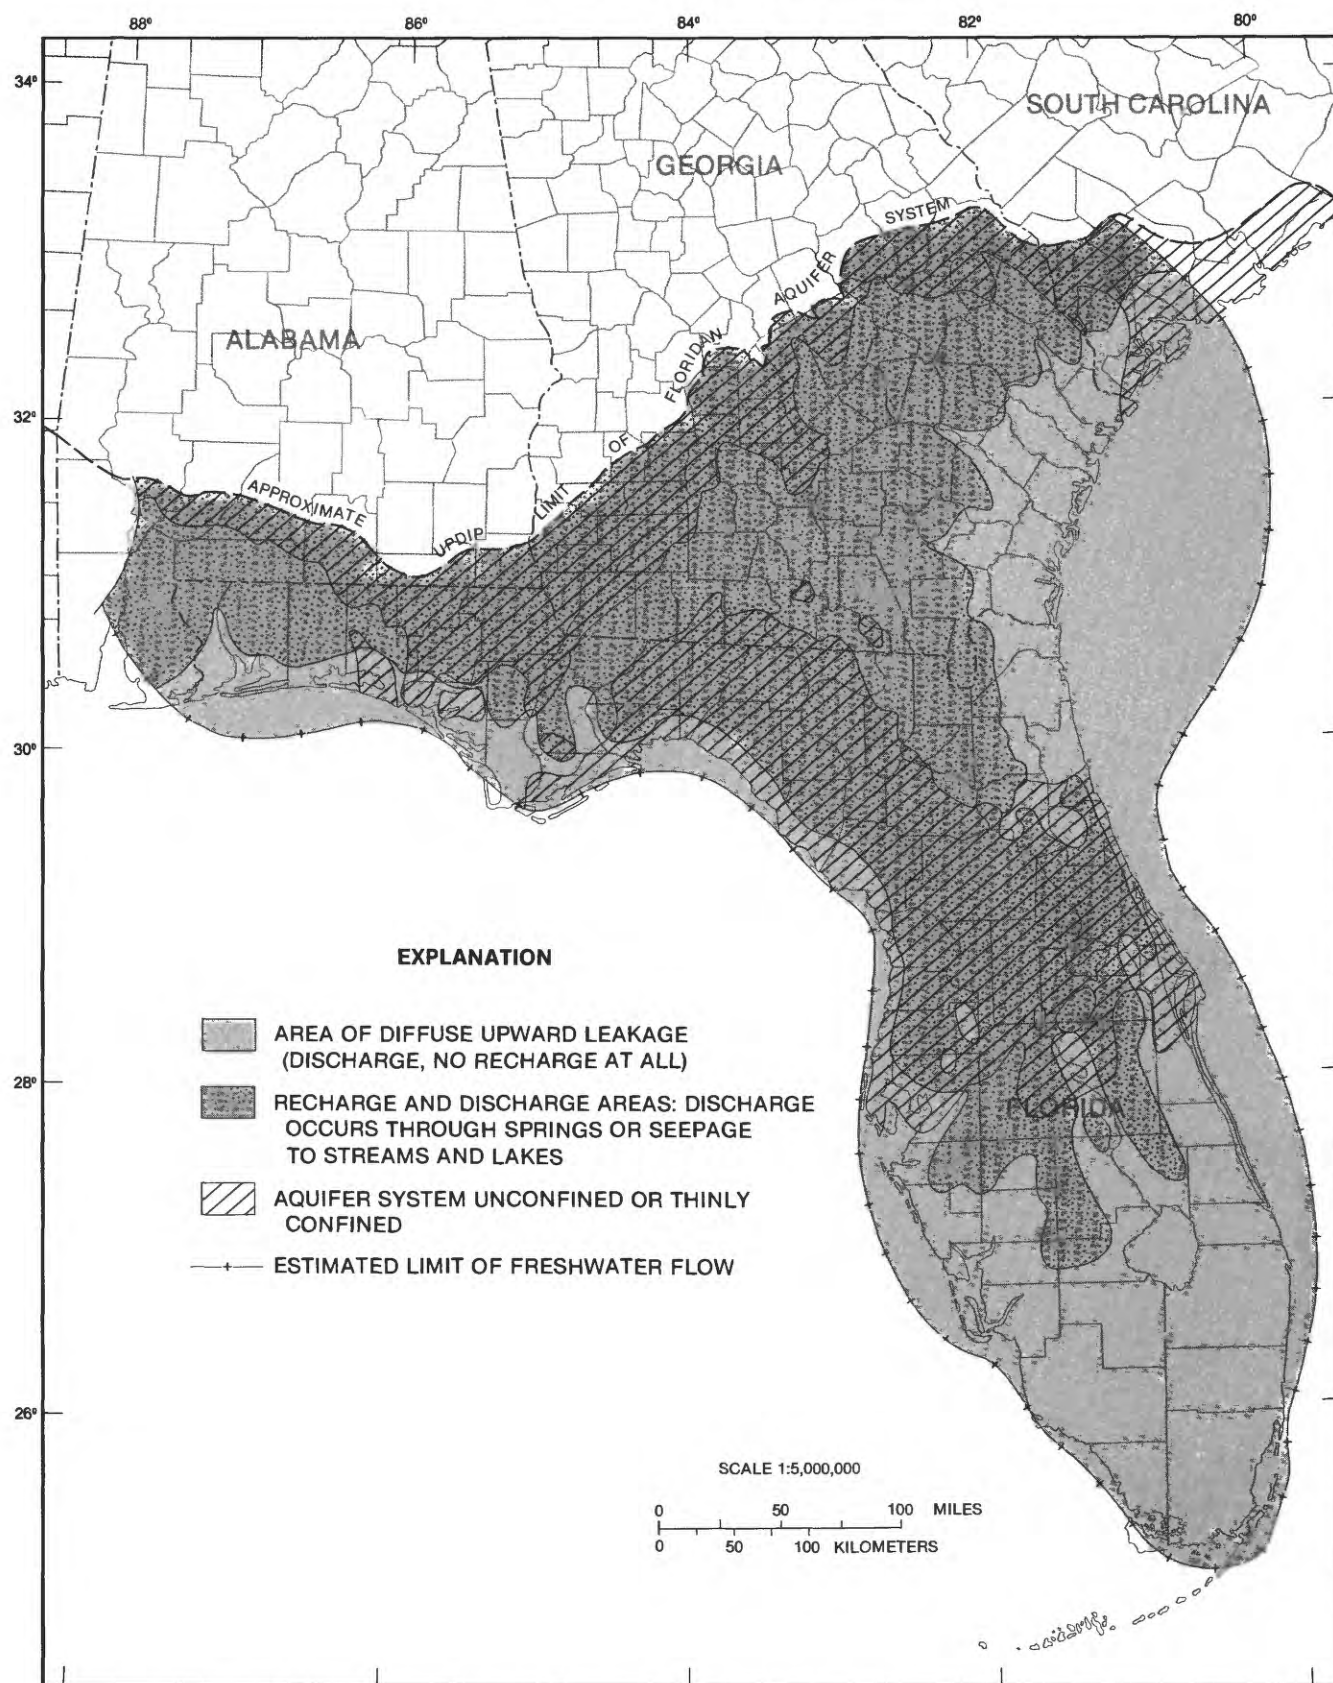 88°
86°
84°
82°
80°
34°
SOUTH CAROLINA
GEORGIA
SYSTEM
AQUIFER
ALABAMA
FLORIDAN
32°
OF
LIMIT
APPROXIMATE
UPDIP
30°
EXPLANATION
AREA OF DIFFUSE UPWARD LEAKAGE
(DISCHARGE, NO RECHARGE AT ALL)
28°
RECHARGE AND DISCHARGE AREAS: DISCHARGE
OCCURS THROUGH SPRINGS OR SEEPAGE
TO STREAMS AND LAKES
FLORIDA
AQUIFER SYSTEM UNCONFINED OR THINLY
CONFINED
ESTIMATED LIMIT OF FRESHWATER FLOW
26°
SCALE 1:5,000,000
0 50 100 MILES
0 50 100 KILOMETERS